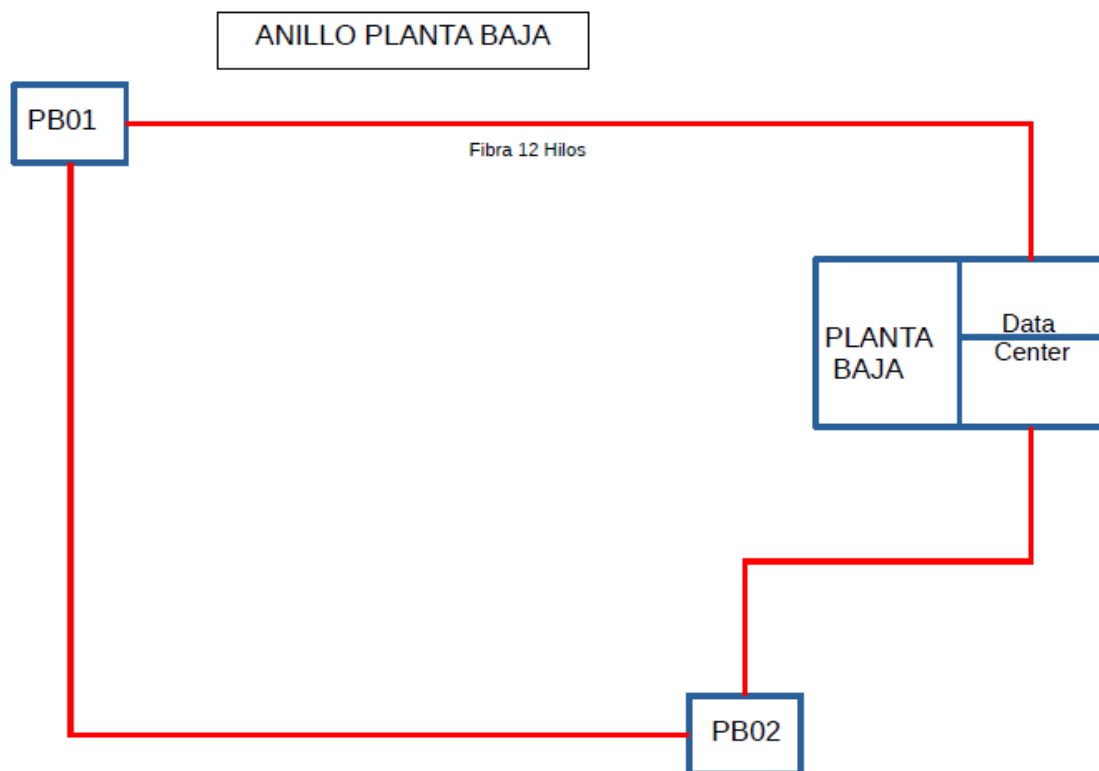 ANILLO PLANTA BAJA
PB01
Fibra 12 Hilos
PLANTA
BAJA
Data
Center
PB02